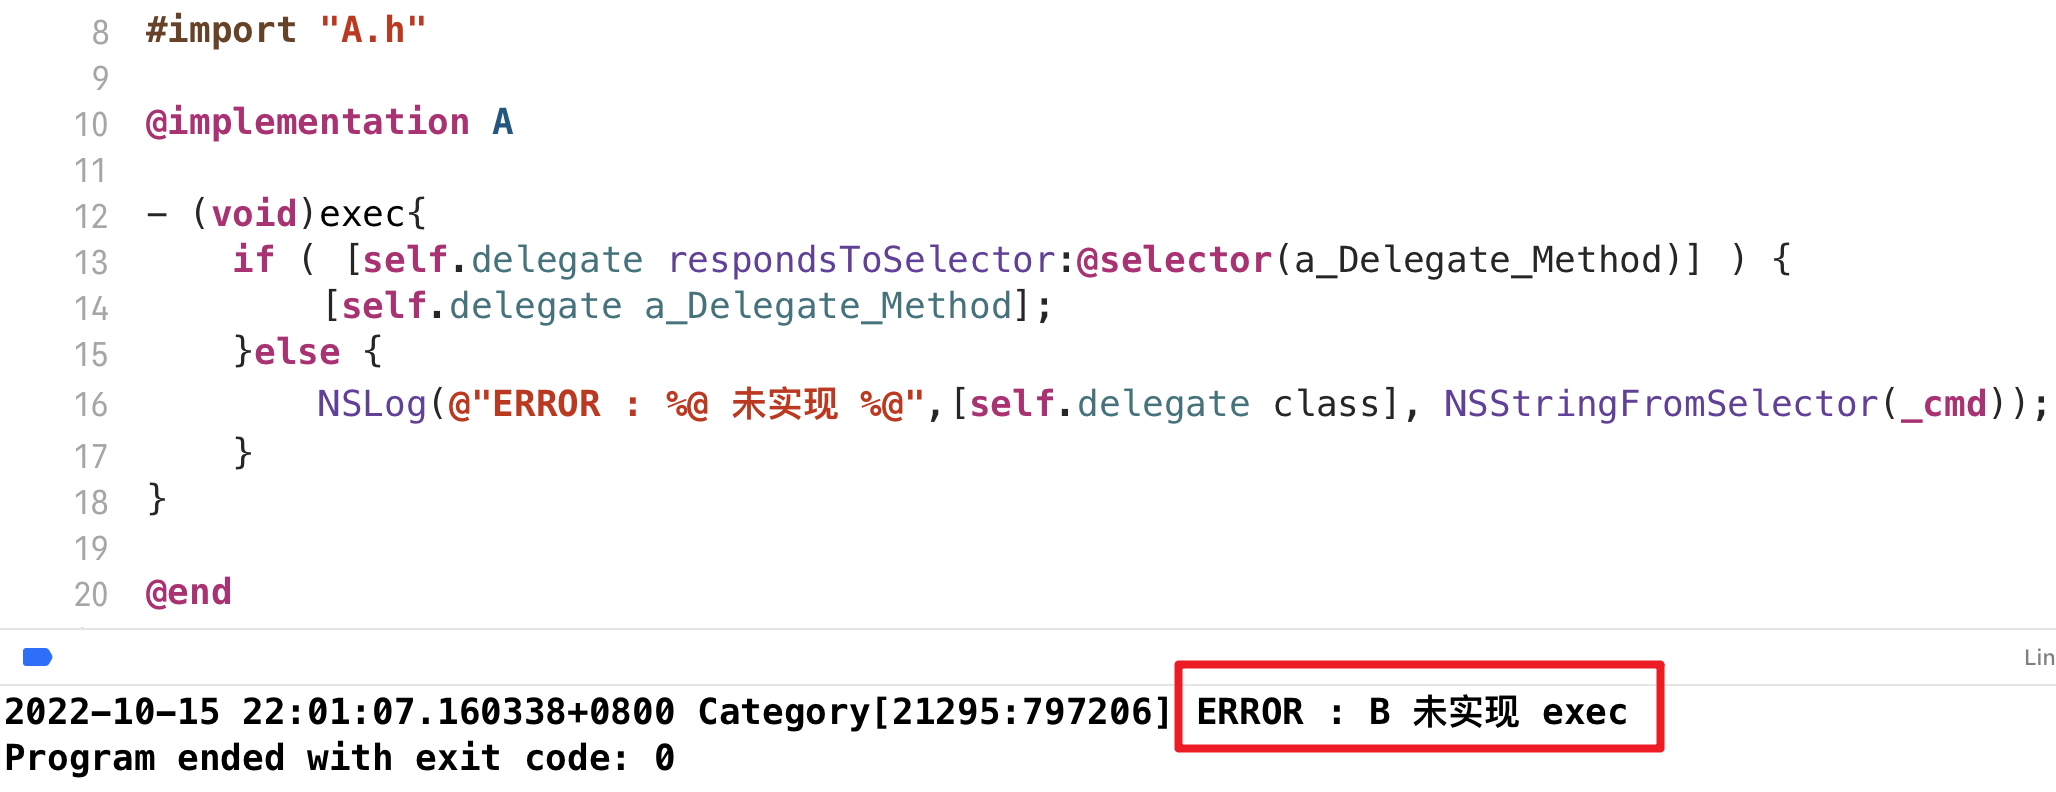 8 #import "A.h"
9
10 @implementation A
11
12 - (void)exec{
13 if ( [self.delegate respondsToSelector:@selector(a_Delegate_Method)] ) {
14 [self.delegate a_Delegate_Method];
15 }else {
16 NSLog(@"ERROR : %@ 未实现 %@",[self.delegate class], NSStringFromSelector(_cmd));
17 }
18 }
19
20 @end
Lin
2022-10-15 22:01:07.160338+0800 Category[21295:797206] ERROR : B 未实现 exec
Program ended with exit code: 0